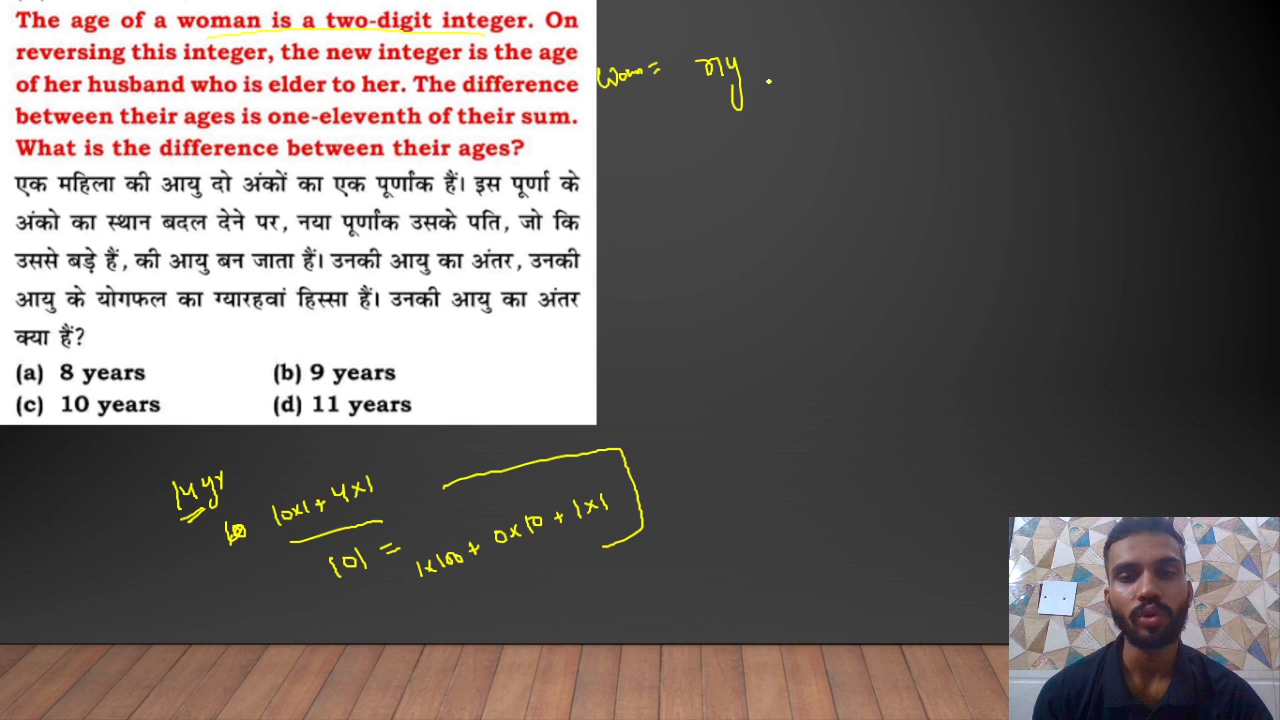 The age of a woman is a two-digit integer. On
reversing this integer, the new integer is the age
of her husband who is elder to her. The difference
between their ages is one-eleventh of their sum.
What is the difference between their ages?
एक महिला की आयु दो अंकों का एक पूर्णांक हैं। इस पूर्णा के
अंको का स्थान बदल देने पर, नया पूर्णांक उसके पति, जो कि
उससे बड़े हैं, की आयु बन जाता हैं। उनकी आयु का अंतर, उनकी
आयु के योगफल का ग्यारहवां हिस्सा हैं। उनकी आयु का अंतर
क्या हैं?
(a) 8 years (b) 9 years
(c) 10 years (d) 11 years
xy
14 yr
10x1 + 4x1
101 = 1x100 + 0x10 + 1x1